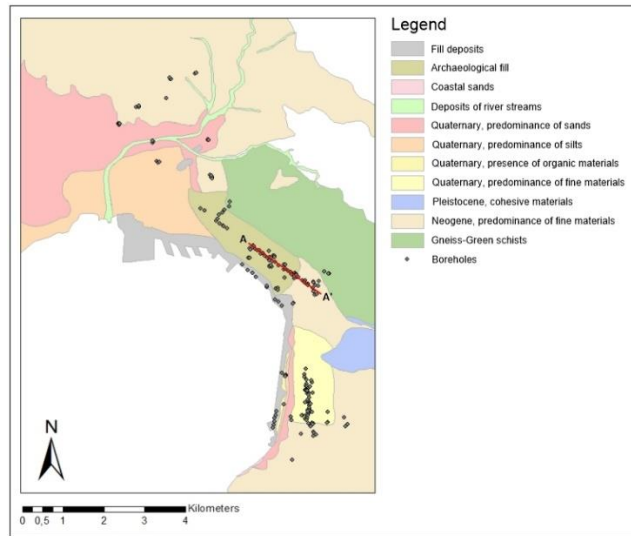 Legend
Fill deposits
Archaeological fill
Coastal sands
Deposits of river streams
Quaternary, predominance of sands
Quaternary, predominance of silts
Quaternary, presence of organic materials
Quaternary, predominance of fine materials
Pleistocene, cohesive materials
Neogene, predominance of fine materials
Gneiss-Green schists
Boreholes
A
A'
N
Kilometers
0 0,5 1 2 3 4